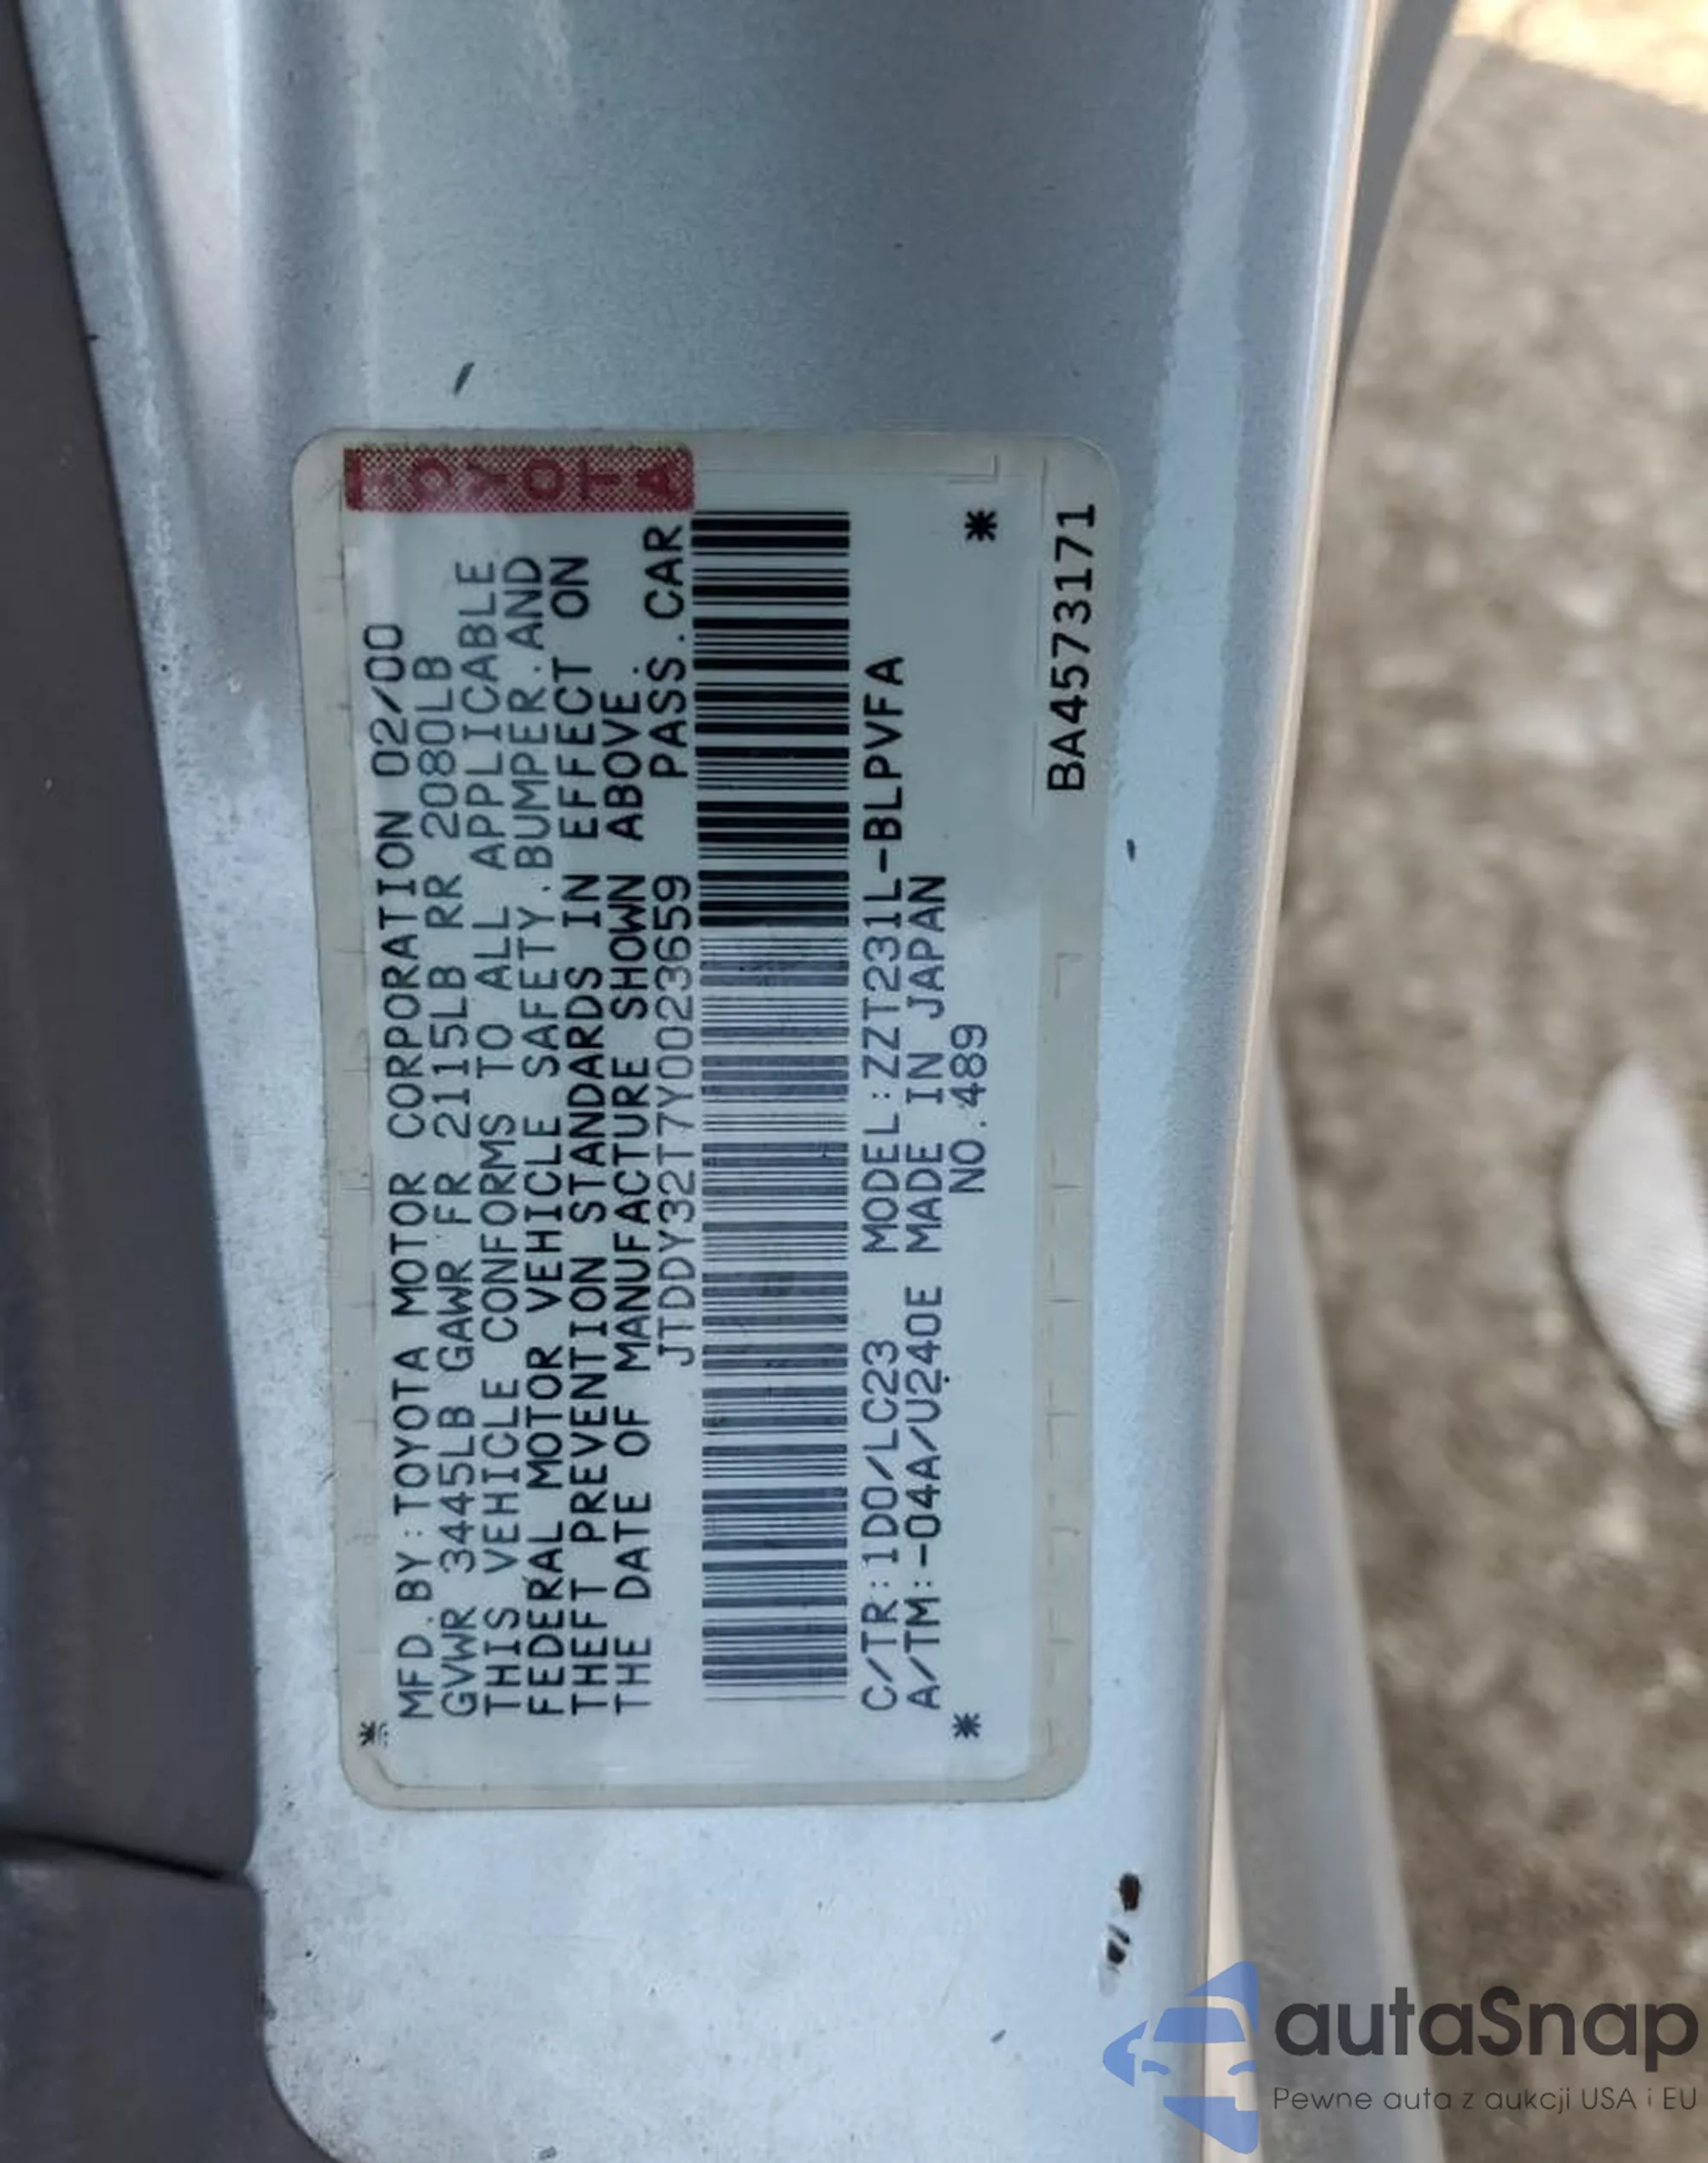 TOYOTA
MFD.BY:TOYOTA MOTOR CORPORATION 02/00
GVWR 3445LB GAWR FR 2115LB RR 2080LB
THIS VEHICLE CONFORMS TO ALL APPLICABLE
FEDERAL MOTOR VEHICLE SAFETY.BUMPER.AND
THEFT PREVENTION STANDARDS IN EFFECT ON
THE DATE OF MANUFACTURE SHOWN ABOVE.
JTDDY32T7Y0023659 PASS.CAR
C/TR:1D0/LC23 MODEL:ZZT231L-BLPVFA
A/TM:-04A/U240E MADE IN JAPAN
NO.489
BA4573171
autaSnap
Pewne auta z aukcji USA i EU